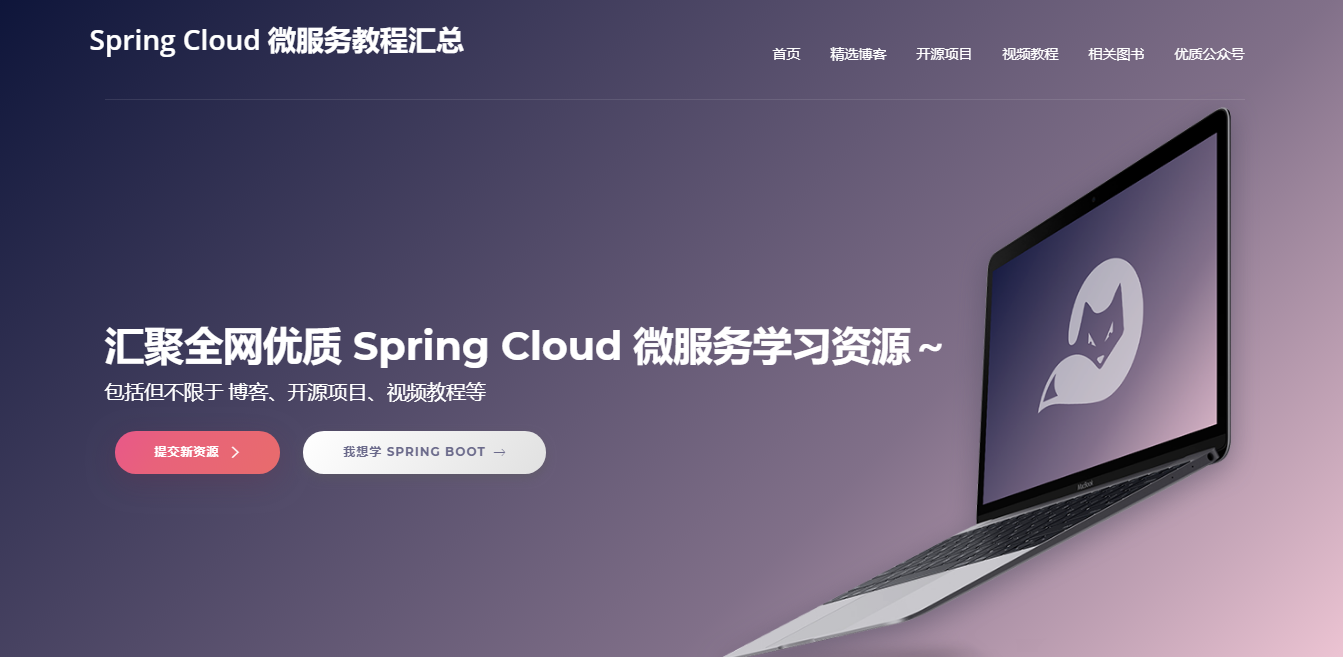 Spring Cloud 微服务教程汇总
首页 精选博客 开源项目 视频教程 相关图书 优质公众号
汇聚全网优质 Spring Cloud 微服务学习资源～
包括但不限于 博客、开源项目、视频教程等
提交新资源
我想学 SPRING BOOT →
MacBook